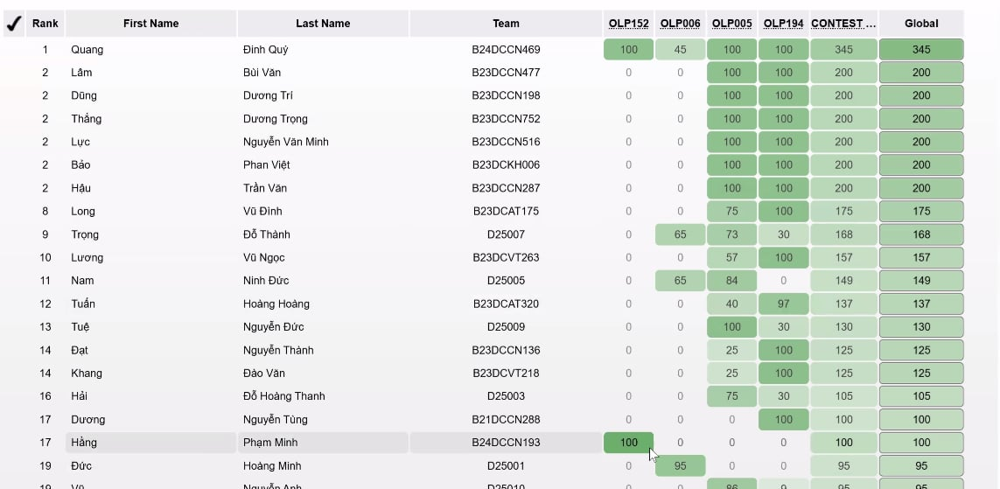 ✓ Rank First Name Last Name Team OLP152 OLP006 OLP005 OLP194 CONTEST ... Global
1 Quang Đinh Quý B24DCCN469 100 45 100 100 345 345
2 Lâm Bùi Văn B23DCCN477 0 0 100 100 200 200
2 Dũng Dương Trí B23DCCN198 0 0 100 100 200 200
2 Thắng Dương Trọng B23DCCN752 0 0 100 100 200 200
2 Lực Nguyễn Văn Minh B23DCCN516 0 0 100 100 200 200
2 Bảo Phan Việt B23DCKH006 0 0 100 100 200 200
2 Hậu Trần Văn B23DCCN287 0 0 100 100 200 200
8 Long Vũ Đình B23DCAT175 0 0 75 100 175 175
9 Trọng Đỗ Thành D25007 0 65 73 30 168 168
10 Lương Vũ Ngọc B23DCVT263 0 0 57 100 157 157
11 Nam Ninh Đức D25005 0 65 84 0 149 149
12 Tuấn Hoàng Hoàng B23DCAT320 0 0 40 97 137 137
13 Tuệ Nguyễn Đức D25009 0 0 100 30 130 130
14 Đạt Nguyễn Thành B23DCCN136 0 0 25 100 125 125
14 Khang Đào Văn B23DCVT218 0 0 25 100 125 125
16 Hải Đỗ Hoàng Thanh D25003 0 0 75 30 105 105
17 Dương Nguyễn Tùng B21DCCN288 0 0 0 100 100 100
17 Hằng Phạm Minh B24DCCN193 100 0 0 0 100 100
19 Đức Hoàng Minh D25001 0 95 0 0 95 95
19 Vũ Nguyễn Anh D25010 0 0 86 9 95 95